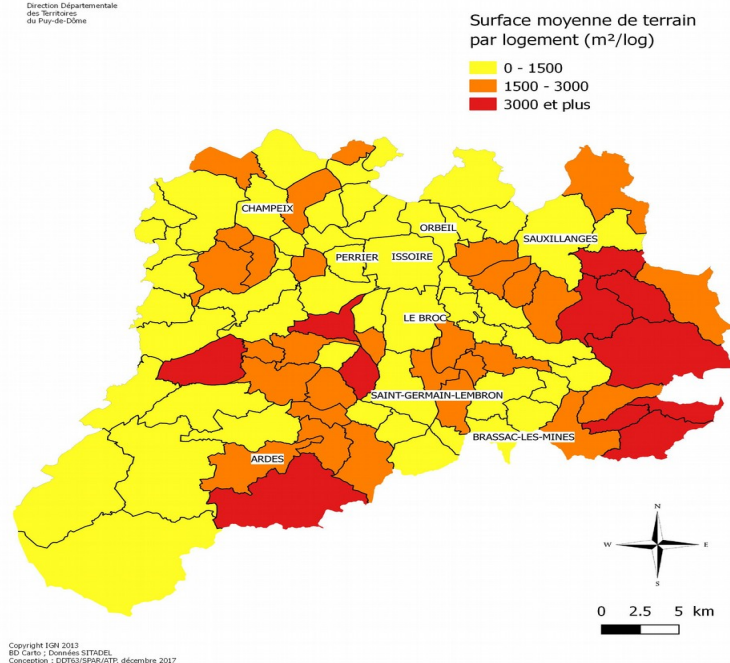 Direction Départementale
des Territoires
du Puy-de-Dôme
Surface moyenne de terrain
par logement (m²/log)
0 - 1500
1500 - 3000
3000 et plus
CHAMPEIX
ORBEIL
SAUXILLANGES
PERRIER
ISSOIRE
LE BROC
SAINT-GERMAIN-LEMBRON
BRASSAC-LES-MINES
ARDES
N
W
E
S
0 2.5 5 km
Copyright IGN 2013
BD Carto ; Données SITADEL
Conception : DDT63/SPAR/ATP, décembre 2017